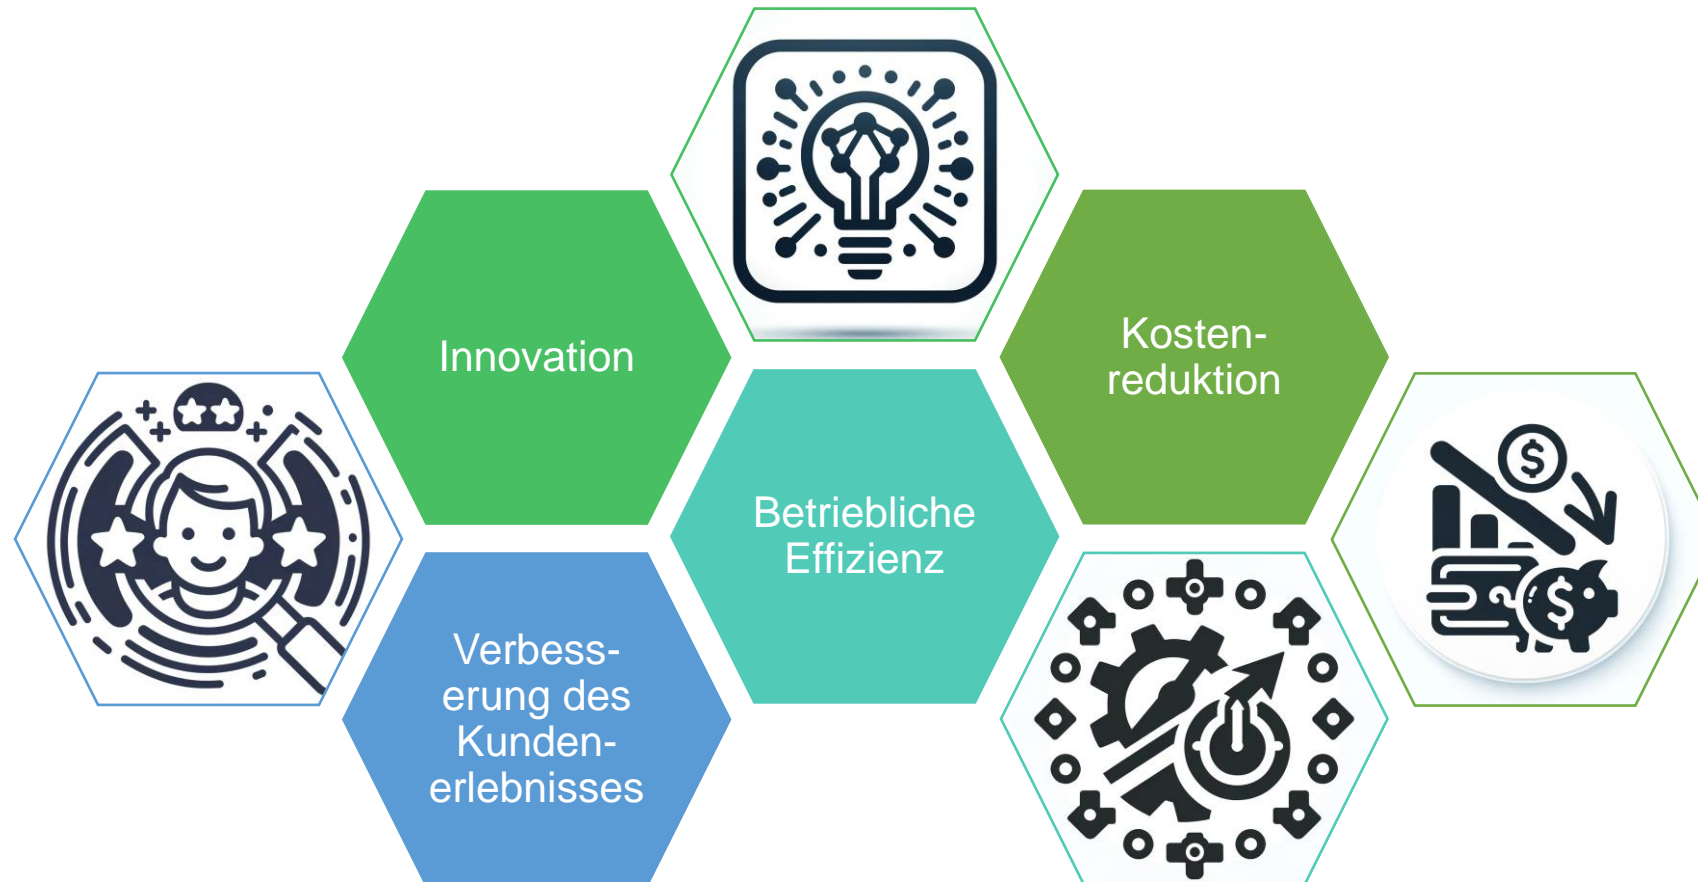 Innovation
Kosten-
reduktion
Betriebliche
Effizienz
Verbess-
erung des
Kunden-
erlebnisses
$
$